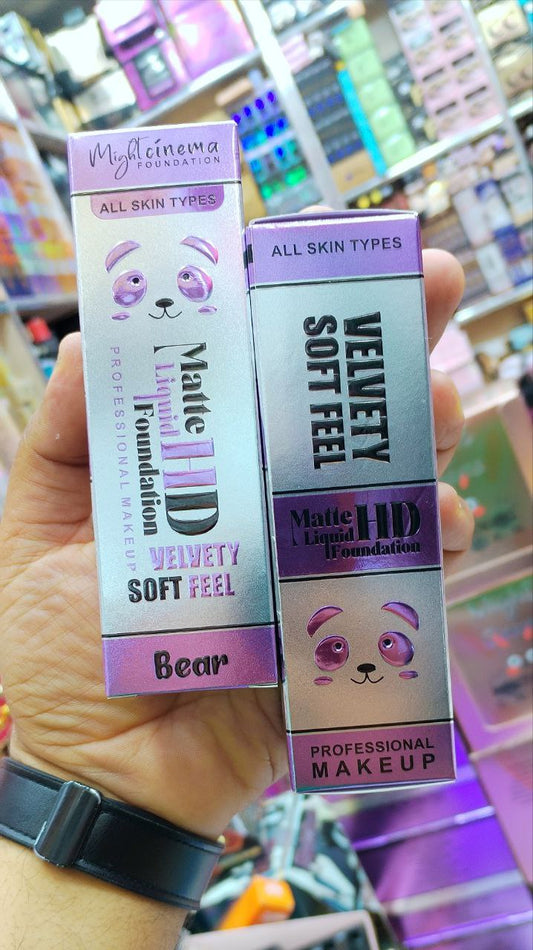 Mightcinema
FOUNDATION
ALL SKIN TYPES
Matte HD
Liquid
Foundation
PROFESSIONAL MAKEUP
VELVETY
SOFT FEEL
Bear
ALL SKIN TYPES
VELVETY
SOFT FEEL
Matte HD
Liquid
Foundation
PROFESSIONAL
MAKEUP